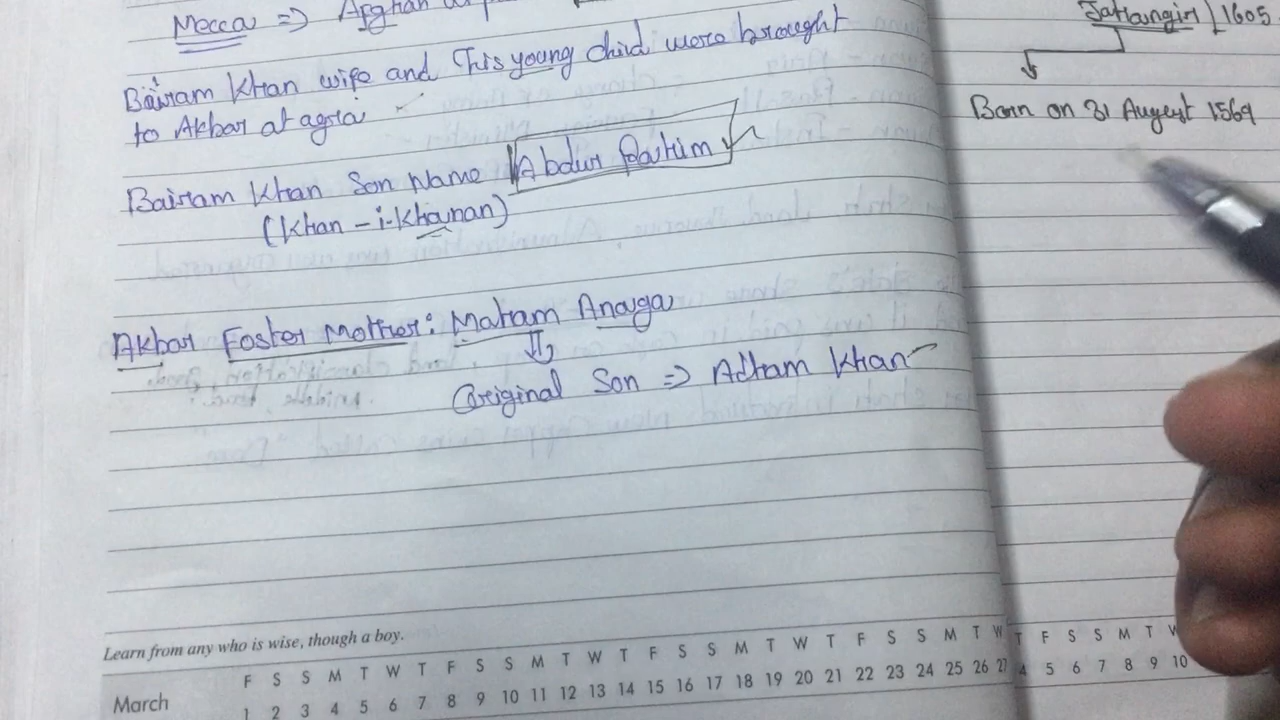 Mecca => Afghan
Bairam Khan wife and This young child were brought
to Akbar at agra
Bairam Khan Son Name Abdur Rahim
(Khan-i-Khanan)
Akbar Foster Mother: Maham Anaga
Original Son => Adham Khan
Learn from any who is wise, though a boy.
F S S M T W T F S S M T W T F S S M T W T F S S M T W
March 1 2 3 4 5 6 7 8 9 10 11 12 13 14 15 16 17 18 19 20 21 22 23 24 25 26 27
Jahangir 1605
Born on 31 August 1569
T F S S M T W
4 5 6 7 8 9 10